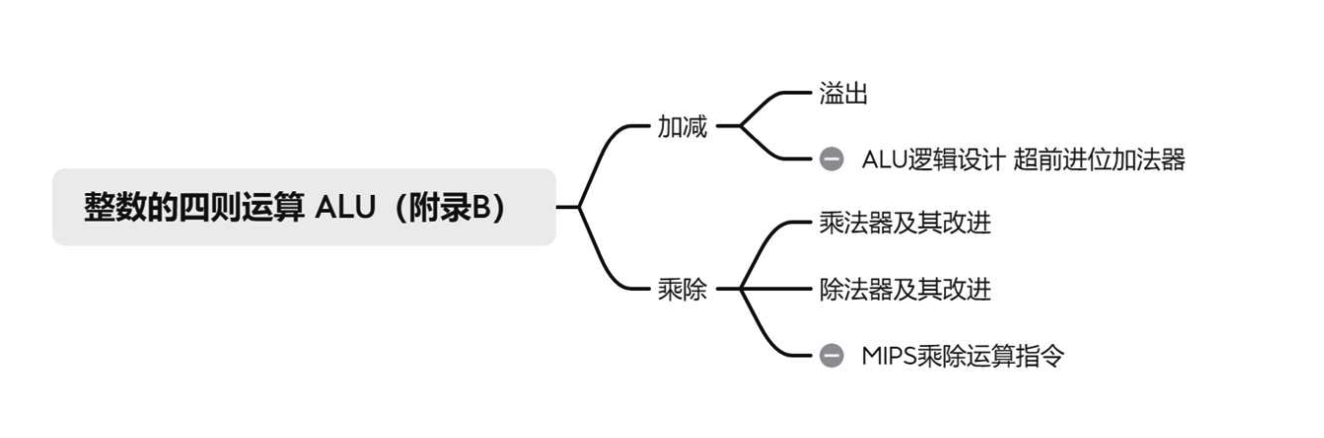 整数的四则运算 ALU（附录B）
加减
溢出
ALU逻辑设计 超前进位加法器
乘除
乘法器及其改进
除法器及其改进
MIPS乘除运算指令